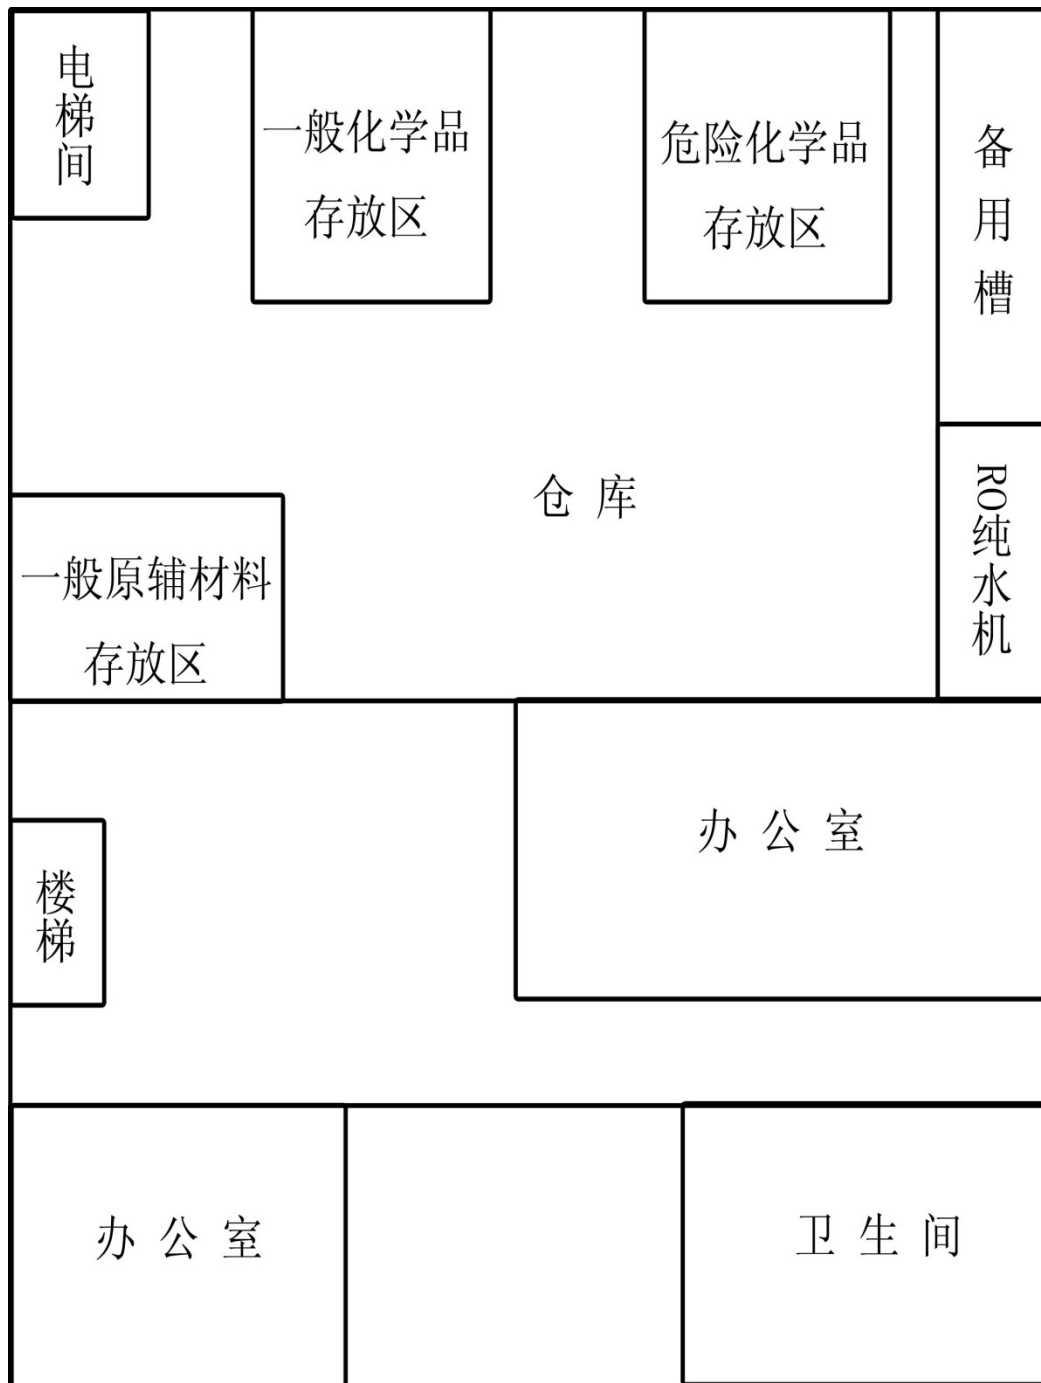 电梯间
一般化学品
存放区
危险化学品
存放区
备用槽
仓库
RO纯水机
一般原辅材料
存放区
办公室
楼梯
办公室
卫生间